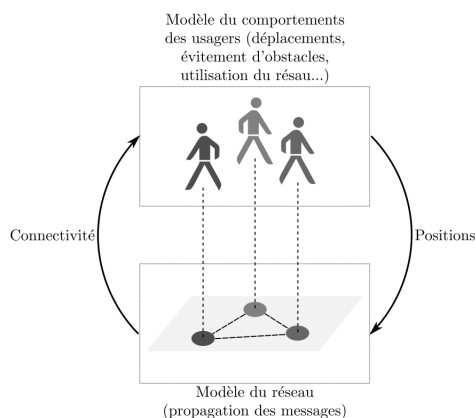 Modèle du comportements
des usagers (déplacements,
évitement d'obstacles,
utilisation du résau...)
Connectivité
Positions
Modèle du réseau
(propagation des messages)